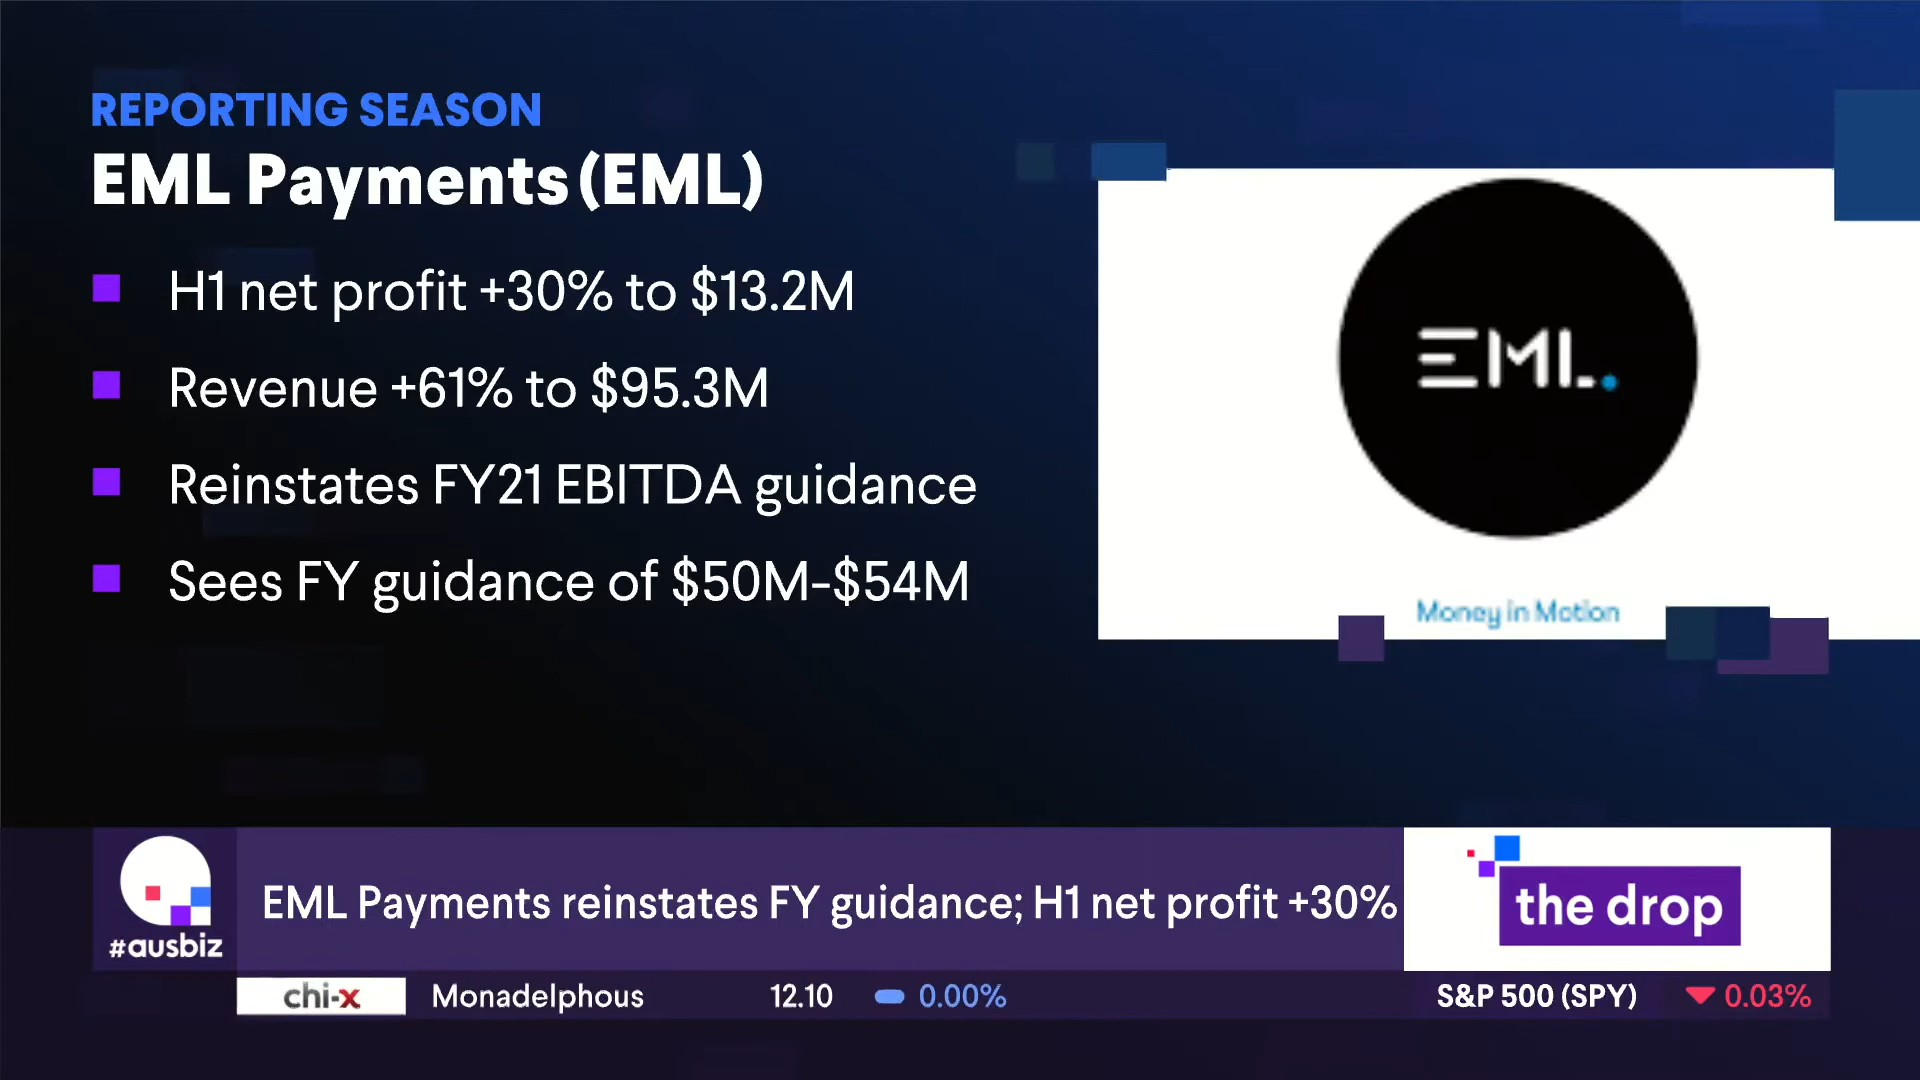 REPORTING SEASON
EML Payments (EML)
H1 net profit +30% to $13.2M
Revenue +61% to $95.3M
Reinstates FY21 EBITDA guidance
Sees FY guidance of $50M-$54M
EML.
Money in Motion
#ausbiz
EML Payments reinstates FY guidance; H1 net profit +30%
the drop
chi-x Monadelphous 12.10 0.00% S&P 500 (SPY) 0.03%